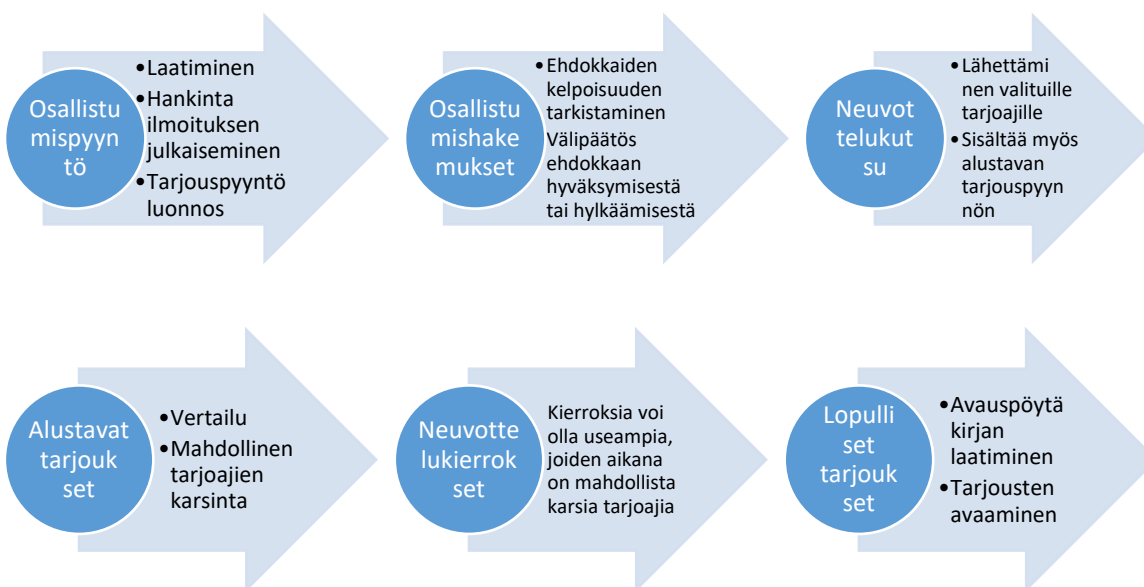 Osallistu
mispyyn
tö
•Laatiminen
•Hankinta
ilmoituksen
julkaiseminen
•Tarjouspyyntö
luonnos
Osallistu
mishake
mukset
•Ehdokkaiden
kelpoisuuden
tarkistaminen
•Välipäätös
ehdokkaan
hyväksymisestä
tai hylkäämisestä
Neuvot
telukut
su
•Lähettämi
nen valituille
tarjoajille
•Sisältää myös
alustavan
tarjouspyyn
nön
Alustavat
tarjouk
set
•Vertailu
•Mahdollinen
tarjoajien
karsinta
Neuvotte
lukierrok
set
Kierroksia voi
olla useampia,
joiden aikana
on mahdollista
karsia tarjoajia
Lopulli
set
tarjouk
set
•Avauspöytä
kirjan
laatiminen
•Tarjousten
avaaminen